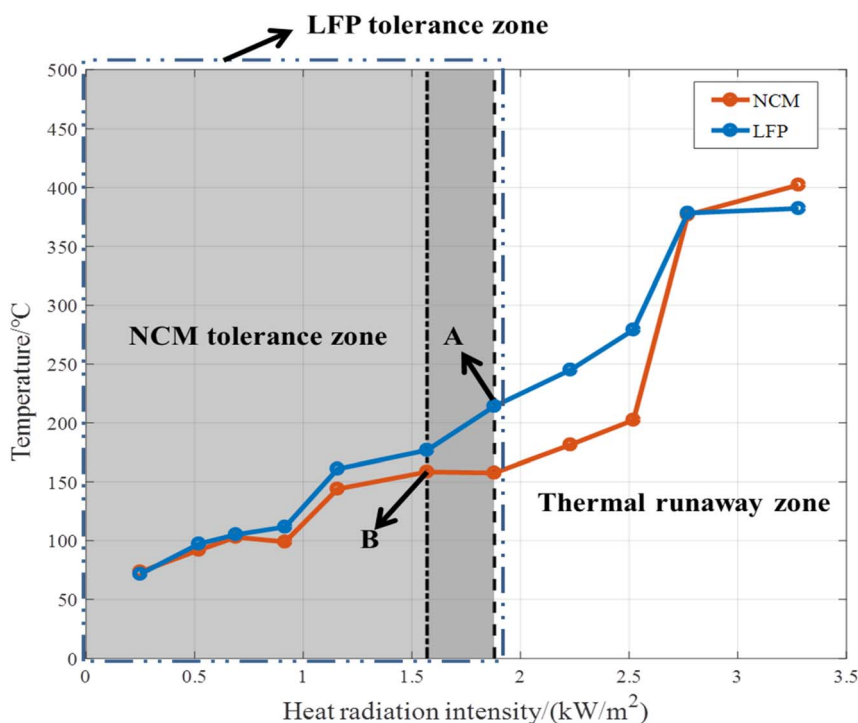 LFP tolerance zone
500
450
400
350
300
250
200
150
100
50
0
Temperature/°C
NCM
LFP
NCM tolerance zone
A
B
Thermal runaway zone
0.5
1
1.5
2
2.5
3
3.5
Heat radiation intensity/(kW/m²)